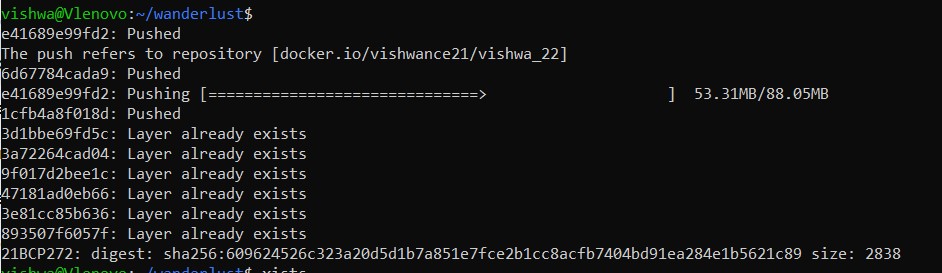 vishwa@Vlenovo:~/wanderlust$
e41689e99fd2: Pushed
The push refers to repository [docker.io/vishwance21/vishwa_22]
6d67784cada9: Pushed
e41689e99fd2: Pushing [==============================>                    ]  53.31MB/88.05MB
1cfb4a8f018d: Pushed
3d1bbe69fd5c: Layer already exists
3a72264cad04: Layer already exists
9f017d2bee1c: Layer already exists
47181ad0eb66: Layer already exists
3e81cc85b636: Layer already exists
893507f6057f: Layer already exists
21BCP272: digest: sha256:609624526c323a20d5d1b7a851e7fce2b1cc8acfb7404bd91ea284e1b5621c89 size: 2838
vishwa@Vlenovo:~/wanderlust$ xists